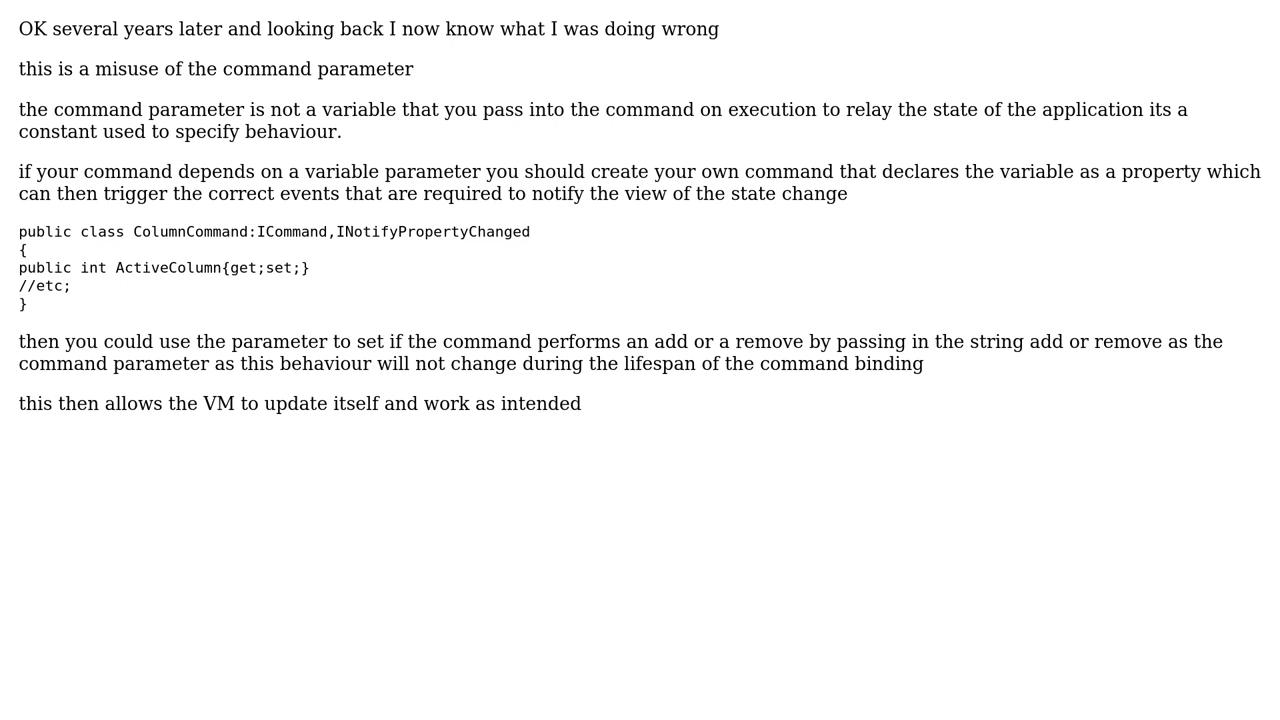 OK several years later and looking back I now know what I was doing wrong
this is a misuse of the command parameter
the command parameter is not a variable that you pass into the command on execution to relay the state of the application its a
constant used to specify behaviour.
if your command depends on a variable parameter you should create your own command that declares the variable as a property which
can then trigger the correct events that are required to notify the view of the state change
public class ColumnCommand:ICommand,INotifyPropertyChanged
{
public int ActiveColumn{get;set;}
//etc;
}
then you could use the parameter to set if the command performs an add or a remove by passing in the string add or remove as the
command parameter as this behaviour will not change during the lifespan of the command binding
this then allows the VM to update itself and work as intended